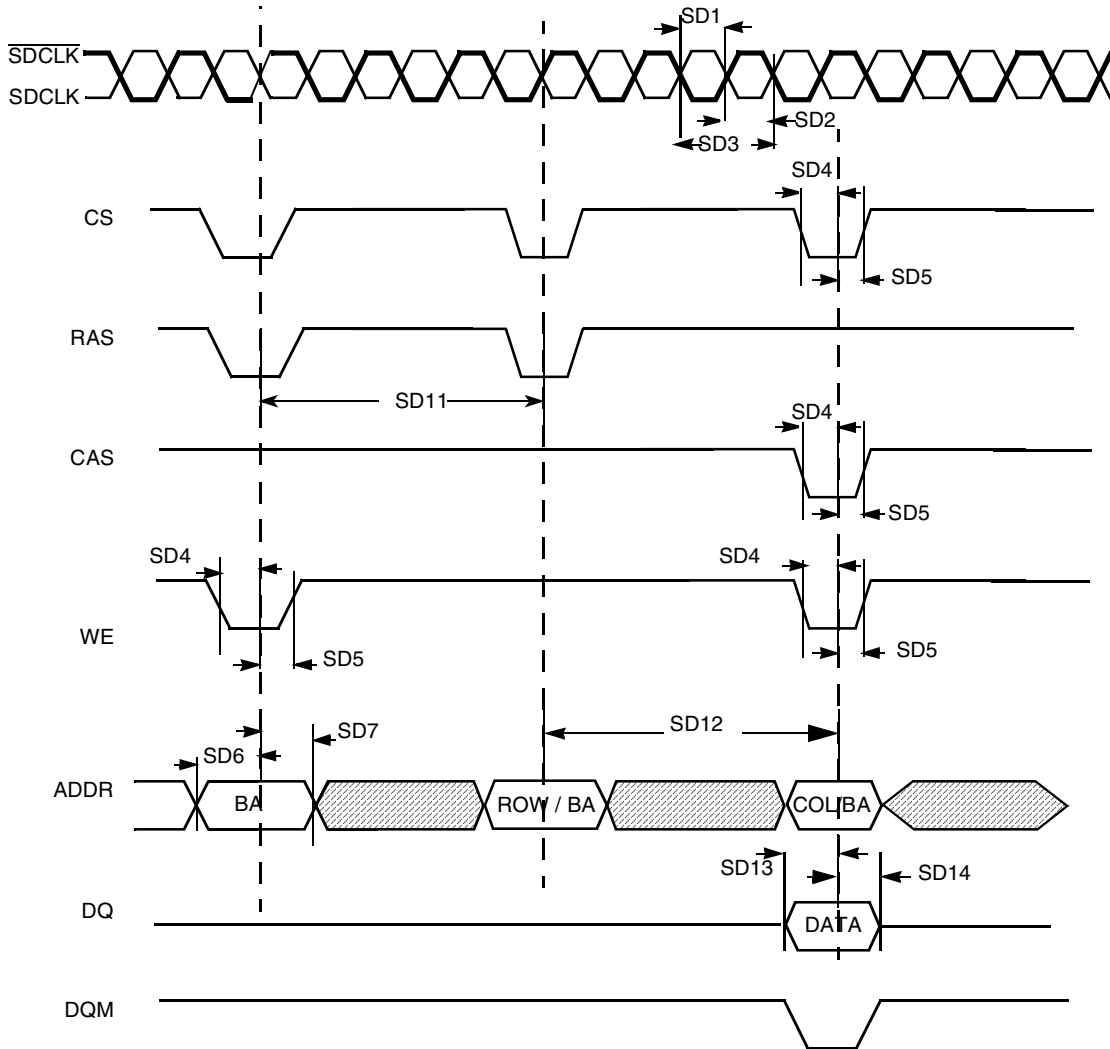 SD1
SDCLK
SDCLK
SD2
SD3
SD4
CS
SD5
RAS
SD11
SD4
CAS
SD5
SD4
SD4
WE
SD5
SD5
SD12
SD7
SD6
ADDR
BA
ROW / BA
COL/BA
SD13
SD14
DQ
DATA
DQM